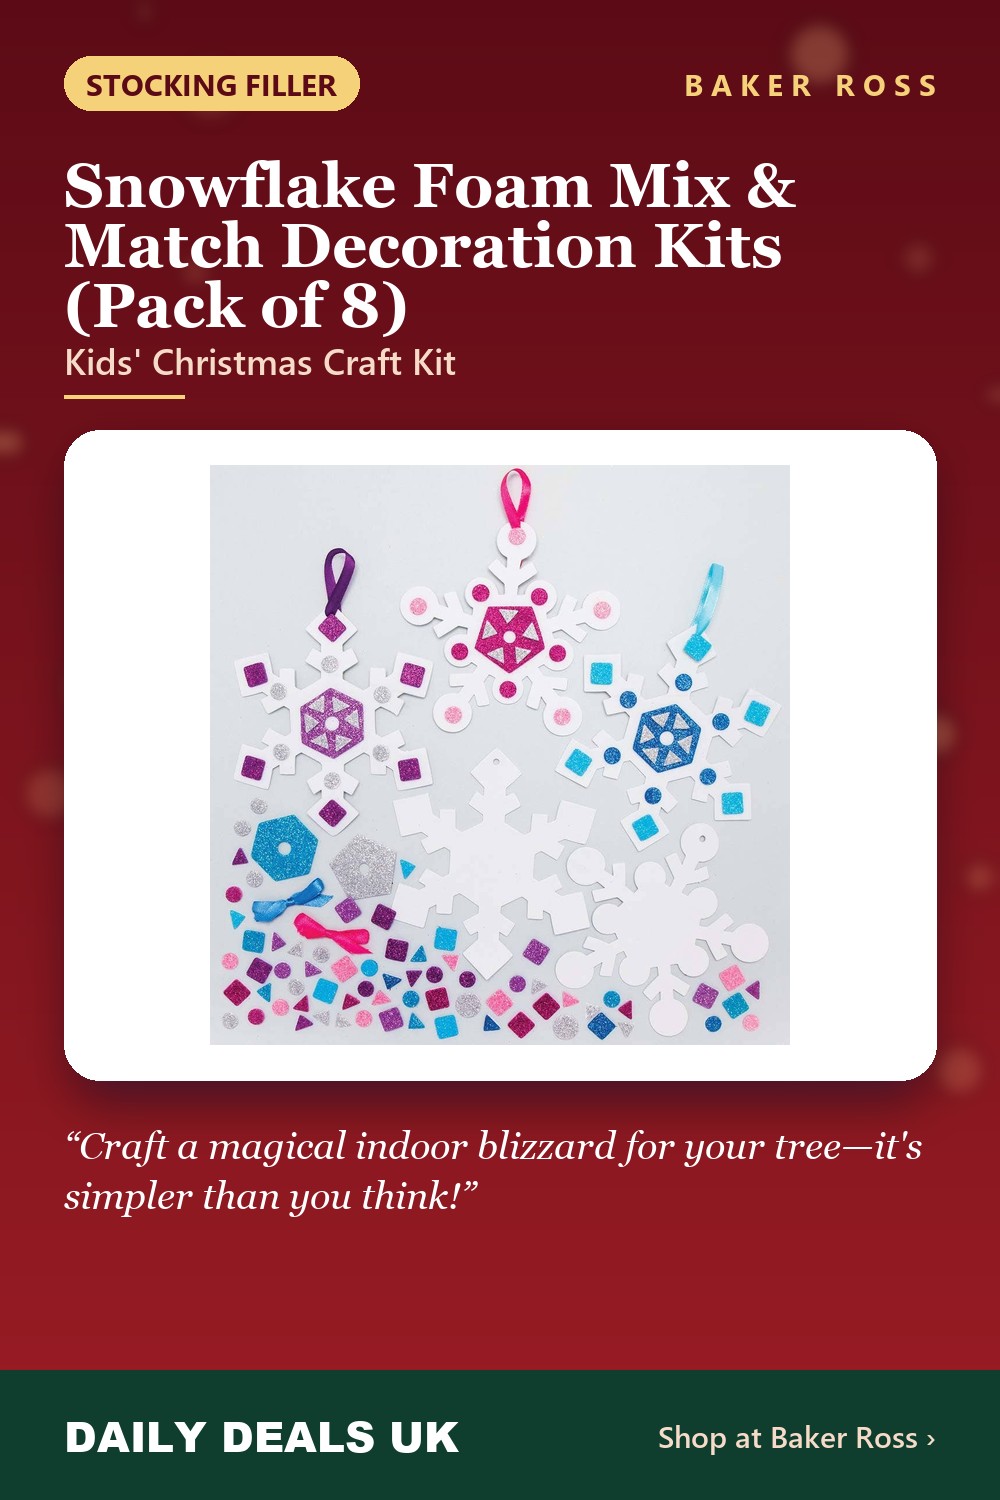 STOCKING FILLER
BAKER ROSS
Snowflake Foam Mix &
Match Decoration Kits
(Pack of 8)
Kids' Christmas Craft Kit
“Craft a magical indoor blizzard for your tree—it's
simpler than you think!”
DAILY DEALS UK
Shop at Baker Ross ›